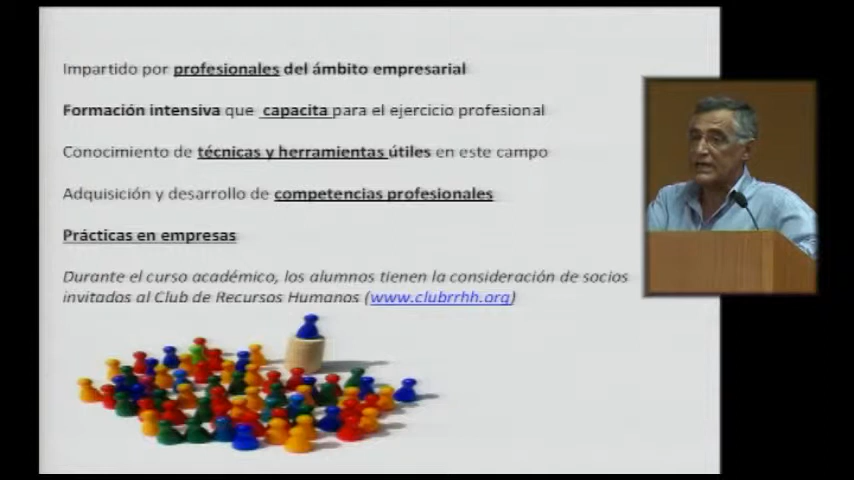 Impartido por profesionales del ámbito empresarial
Formación intensiva que capacita para el ejercicio profesional
Conocimiento de técnicas y herramientas útiles en este campo
Adquisición y desarrollo de competencias profesionales
Prácticas en empresas
Durante el curso académico, los alumnos tienen la consideración de socios
invitados al Club de Recursos Humanos (www.clubrrhh.org)